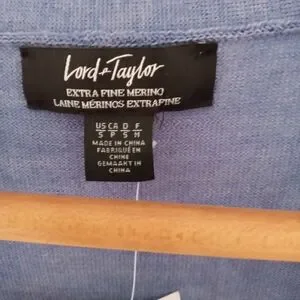 Lord & Taylor
EXTRA FINE MERINO
LAINE MÉRINOS EXTRAFINE
US CA D F
S P S M
MADE IN CHINA
FABRIQUÉ EN
CHINE
GEMAAKT IN
CHINA